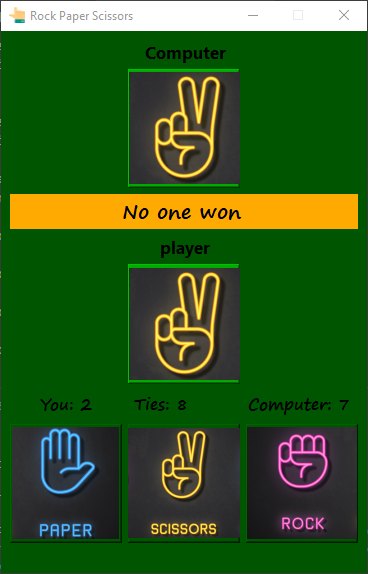 Rock Paper Scissors
Computer
No one won
player
You: 2 Ties: 8 Computer: 7
PAPER SCISSORS ROCK